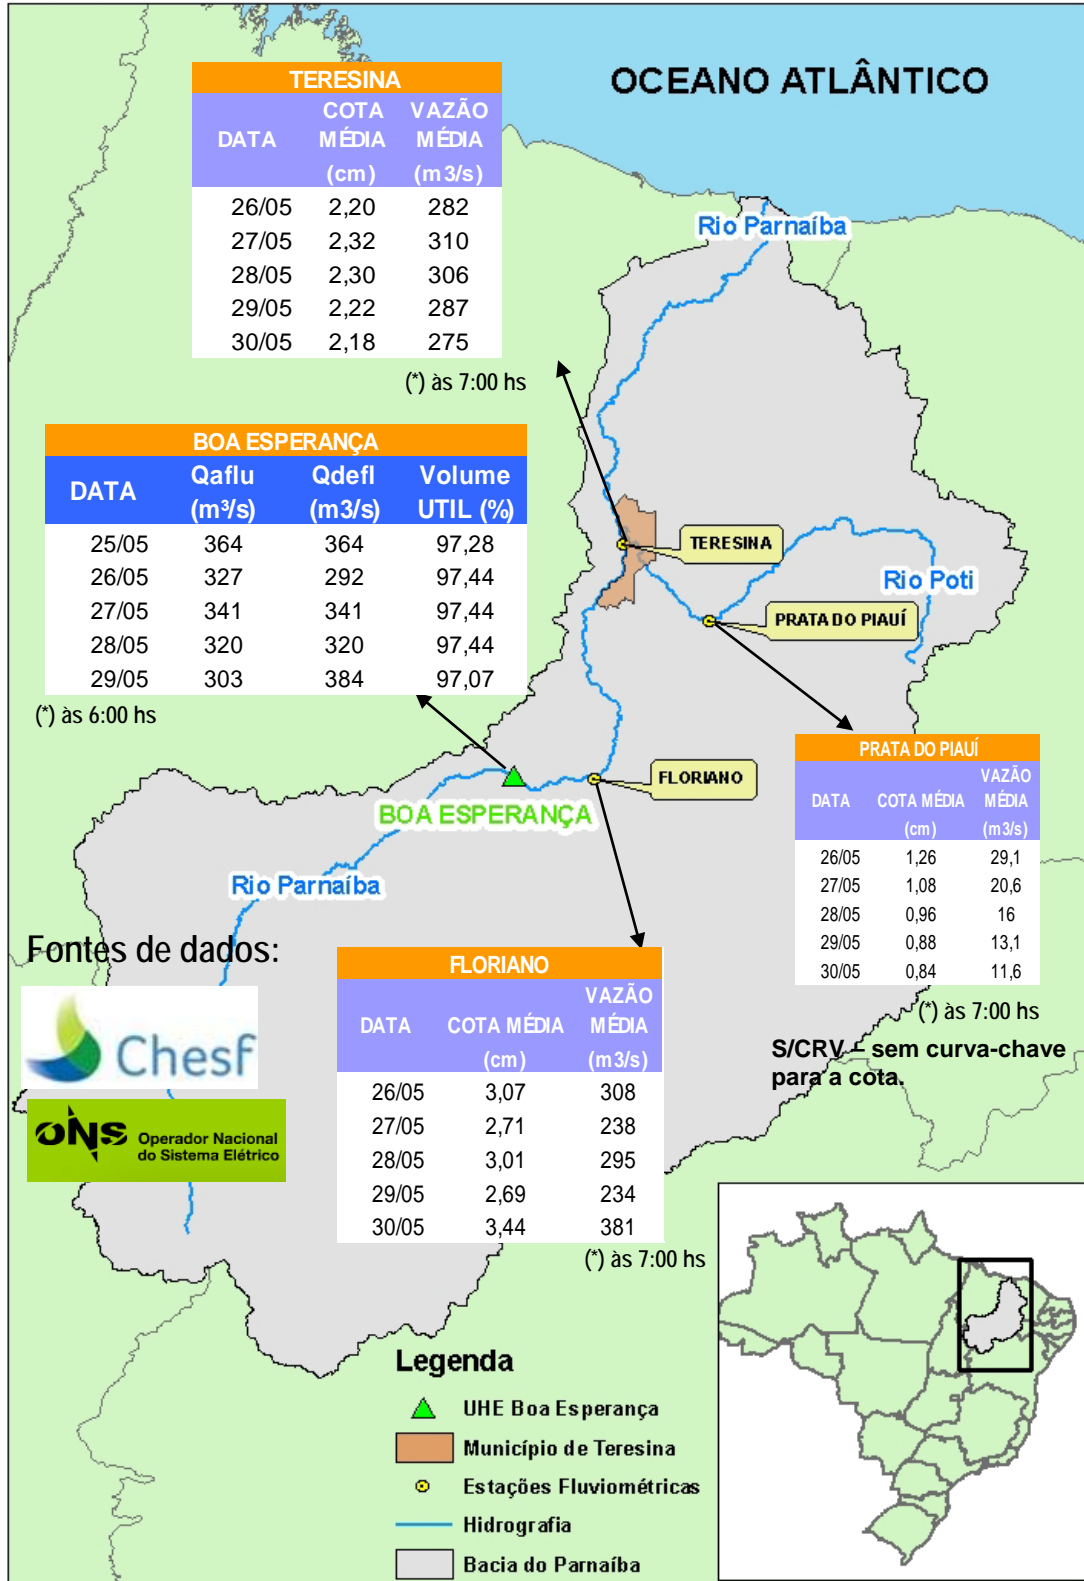 OCEANO ATLÂNTICO
TERESINA
DATA COTA MÉDIA (cm) VAZÃO MÉDIA (m3/s)
26/05 2,20 282
27/05 2,32 310
28/05 2,30 306
29/05 2,22 287
30/05 2,18 275
(*) às 7:00 hs
Rio Parnaíba
BOA ESPERANÇA
DATA Qaflu (m³/s) Qdefl (m3/s) Volume UTIL (%)
25/05 364 364 97,28
26/05 327 292 97,44
27/05 341 341 97,44
28/05 320 320 97,44
29/05 303 384 97,07
(*) às 6:00 hs
TERESINA
Rio Poti
PRATA DO PIAUÍ
FLORIANO
BOA ESPERANÇA
Rio Parnaíba
PRATA DO PIAUÍ
DATA COTA MÉDIA (cm) VAZÃO MÉDIA (m3/s)
26/05 1,26 29,1
27/05 1,08 20,6
28/05 0,96 16
29/05 0,88 13,1
30/05 0,84 11,6
(*) às 7:00 hs
S/CRV – sem curva-chave
para a cota.
Fontes de dados:
Chesf
ONS Operador Nacional
do Sistema Elétrico
FLORIANO
DATA COTA MÉDIA (cm) VAZÃO MÉDIA (m3/s)
26/05 3,07 308
27/05 2,71 238
28/05 3,01 295
29/05 2,69 234
30/05 3,44 381
(*) às 7:00 hs
Legenda
UHE Boa Esperança
Município de Teresina
Estações Fluviométricas
Hidrografia
Bacia do Parnaíba